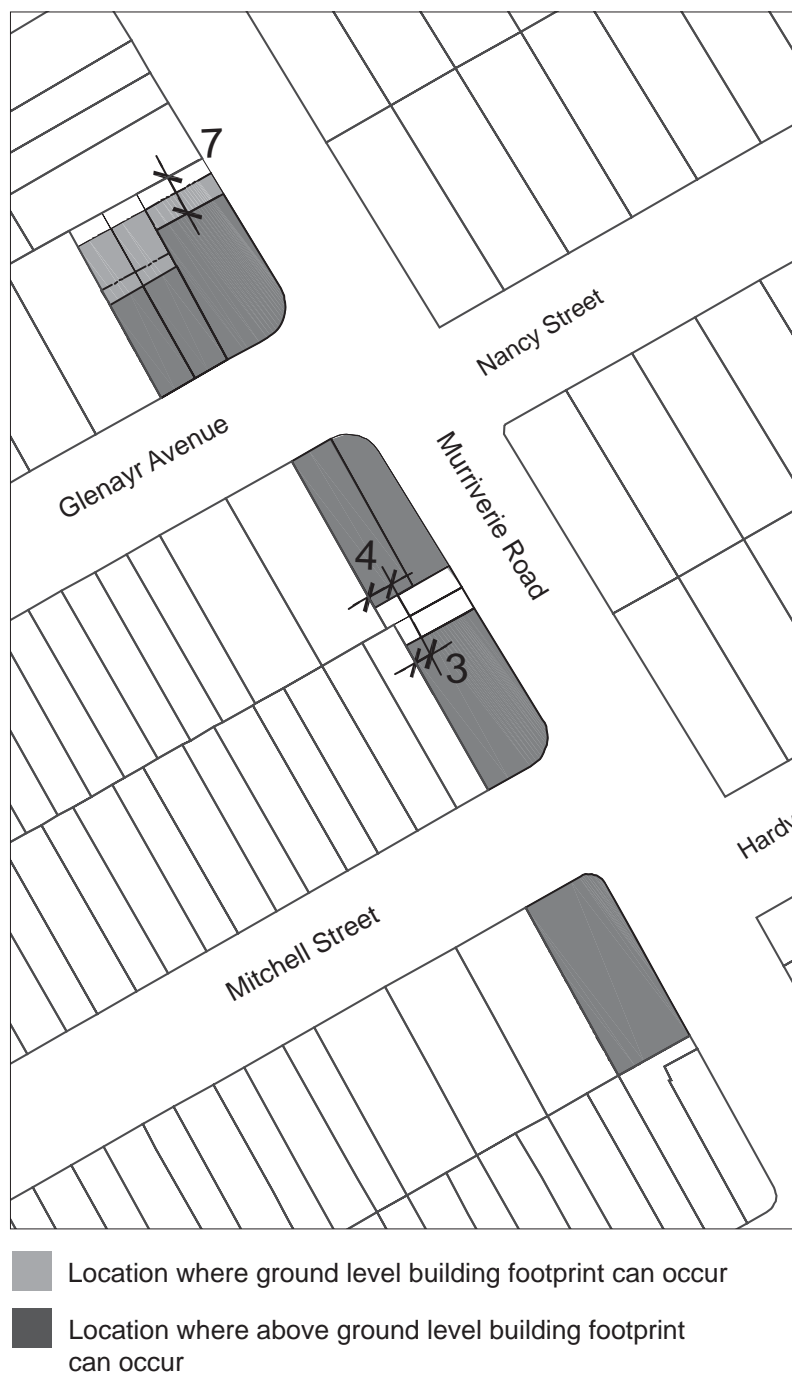 7
Nancy Street
Glenayr Avenue
Murriverie Road
4
3
Hardy
Mitchell Street
Location where ground level building footprint can occur
Location where above ground level building footprint
can occur